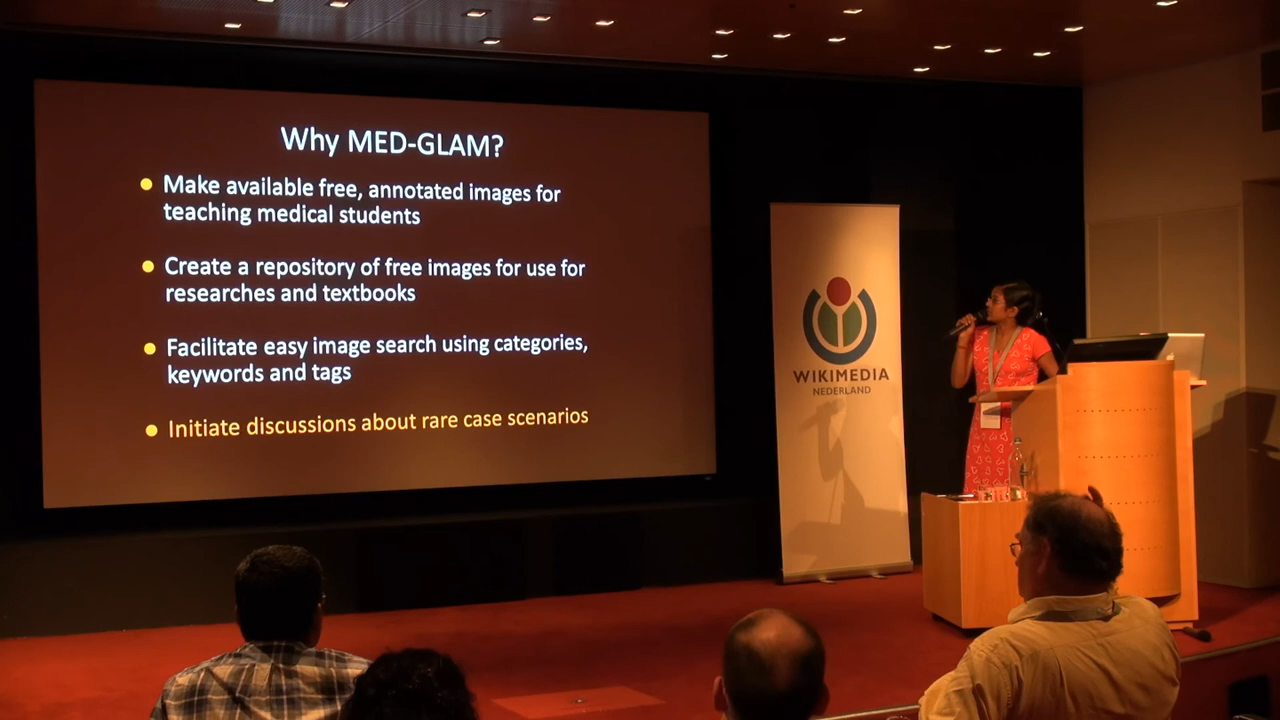 Why MED-GLAM?
Make available free, annotated images for
teaching medical students
Create a repository of free images for use for
researches and textbooks
Facilitate easy image search using categories,
keywords and tags
Initiate discussions about rare case scenarios
WIKIMEDIA
NEDERLAND